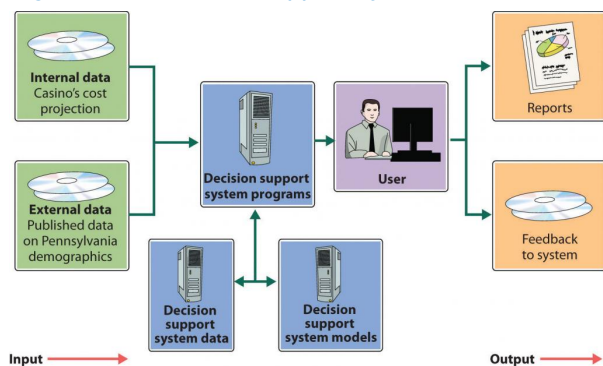 Internal data
Casino's cost
projection
External data
Published data
on Pennsylvania
demographics
Decision support
system programs
User
Decision
support
system data
Decision
support
system models
Reports
Feedback
to system
Input
Output